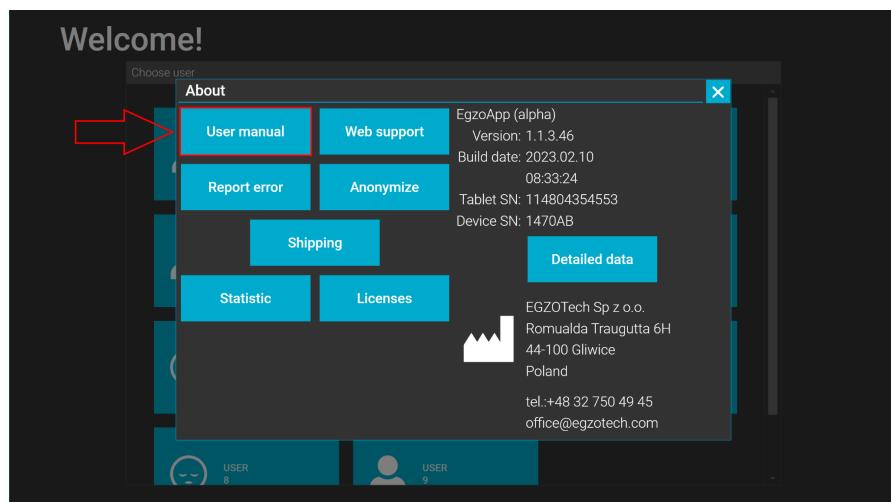 Welcome!
Choose user
About
User manual
Web support
Report error
Anonymize
Shipping
Statistic
Licenses
EgzoApp (alpha)
Version: 1.1.3.46
Build date: 2023.02.10
08:33:24
Tablet SN: 114804354553
Device SN: 1470AB
Detailed data
EGZOTech Sp z o.o.
Romualda Traugutta 6H
44-100 Gliwice
Poland
tel.:+48 32 750 49 45
office@egzotech.com
USER
8
USER
9